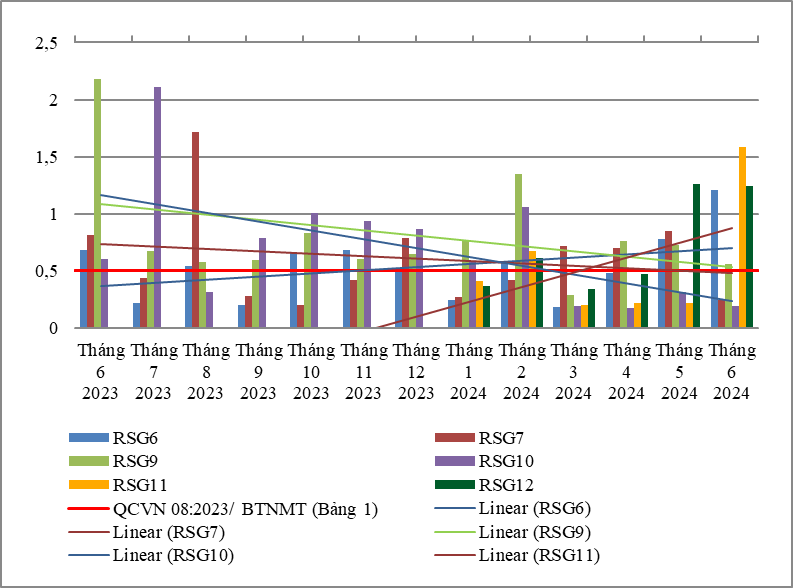 2,5
2
1,5
1
0,5
0
Tháng Tháng Tháng Tháng Tháng Tháng Tháng Tháng Tháng Tháng Tháng Tháng Tháng
6 7 8 9 10 11 12 1 2 3 4 5 6
2023 2023 2023 2023 2023 2023 2023 2024 2024 2024 2024 2024 2024
RSG6 RSG7
RSG9 RSG10
RSG11 RSG12
QCVN 08:2023/ BTNMT (Bảng 1) Linear (RSG6)
Linear (RSG7) Linear (RSG9)
Linear (RSG10) Linear (RSG11)